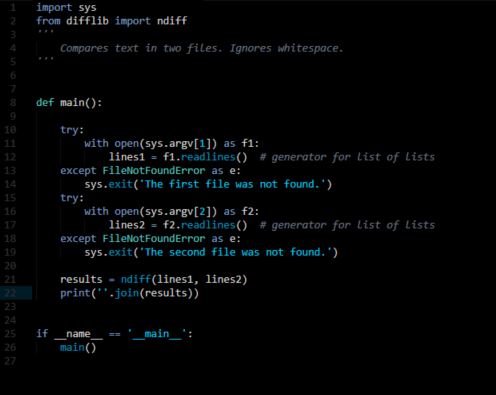 1 import sys
2 from difflib import ndiff
3 '''
4     Compares text in two files. Ignores whitespace.
5 '''
6
7
8 def main():
9
10     try:
11         with open(sys.argv[1]) as f1:
12             lines1 = f1.readlines()  # generator for list of lists
13     except FileNotFoundError as e:
14         sys.exit('The first file was not found.')
15     try:
16         with open(sys.argv[2]) as f2:
17             lines2 = f2.readlines()  # generator for list of lists
18     except FileNotFoundError as e:
19         sys.exit('The second file was not found.')
20
21     results = ndiff(lines1, lines2)
22     print(''.join(results))
23
24
25 if __name__ == '__main__':
26     main()
27